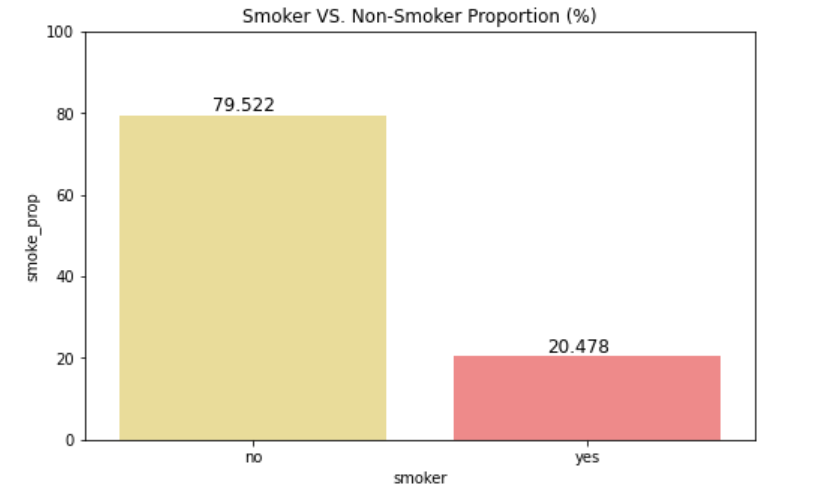 Smoker VS. Non-Smoker Proportion (%)
100
80
60
40
20
0
smoke_prop
79.522
20.478
no
yes
smoker